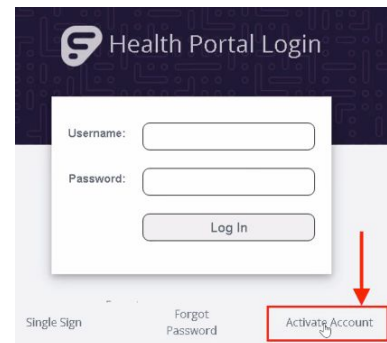 Health Portal Login
Username:
Password:
Log In
Single Sign
Forgot
Password
Activate Account